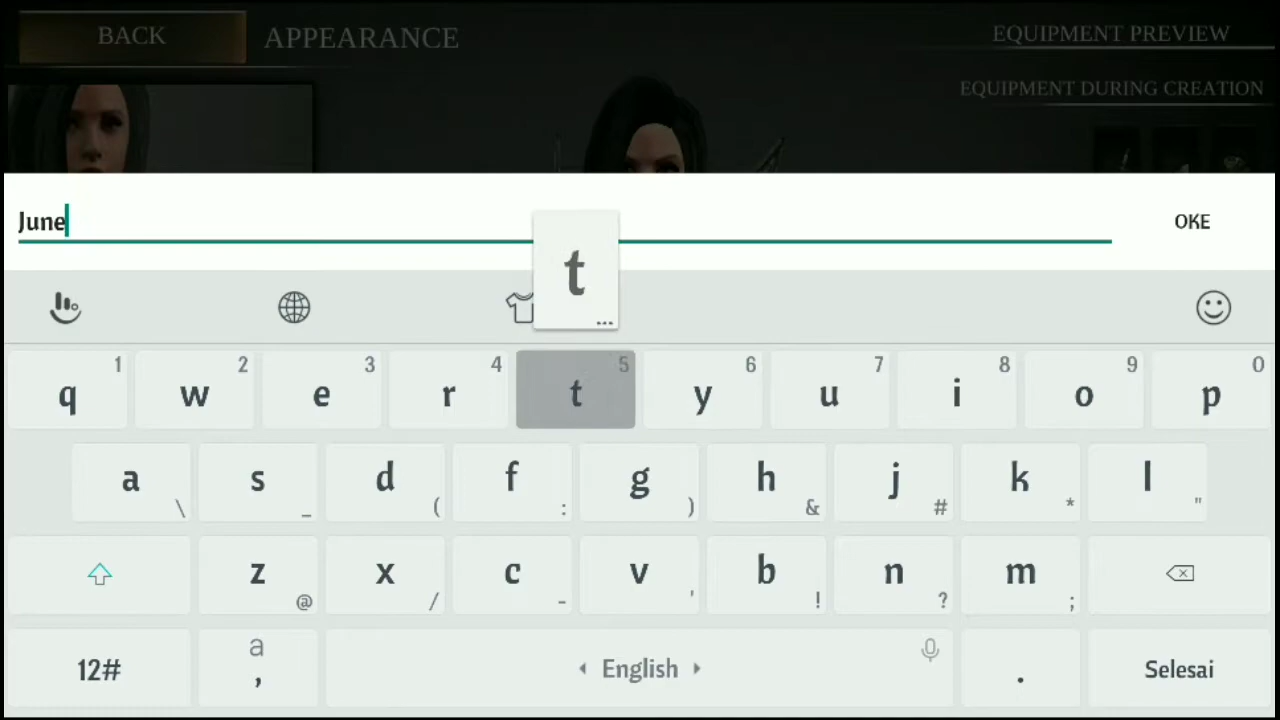 BACK
APPEARANCE
EQUIPMENT PREVIEW
EQUIPMENT DURING CREATION
June
OKE
t
...
q 1 w 2 e 3 r 4 t 5 y 6 u 7 i 8 o 9 p 0
a \ s _ d ( f : g ) h & j # k * l "
z @ x / c - v ' b ! n ? m ;
12# a , English . Selesai